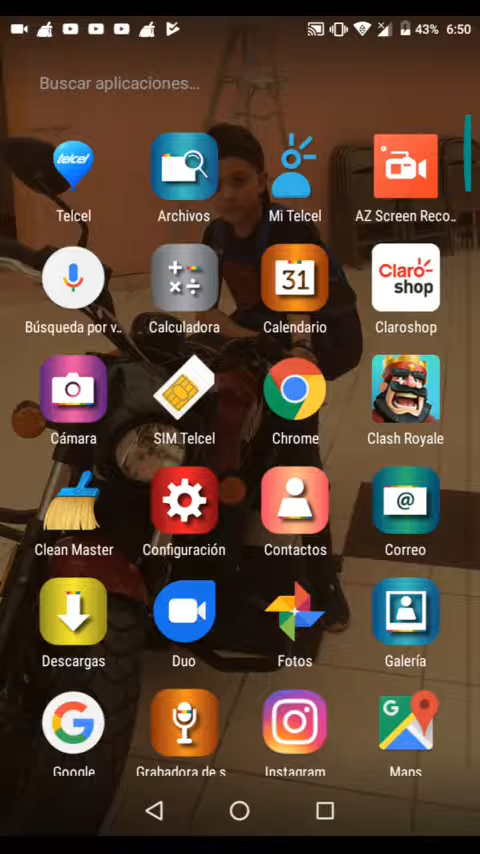 43% 6:50
Buscar aplicaciones...
telcel
Telcel
Archivos
Mi Telcel
AZ Screen Reco..
Búsqueda por v..
Calculadora
31
Calendario
Claro
shop
Claroshop
Cámara
SIM Telcel
Chrome
Clash Royale
Clean Master
Configuración
Contactos
@
Correo
Descargas
Duo
Fotos
Galería
G
Google
Grabadora de s
Instagram
G
Maps